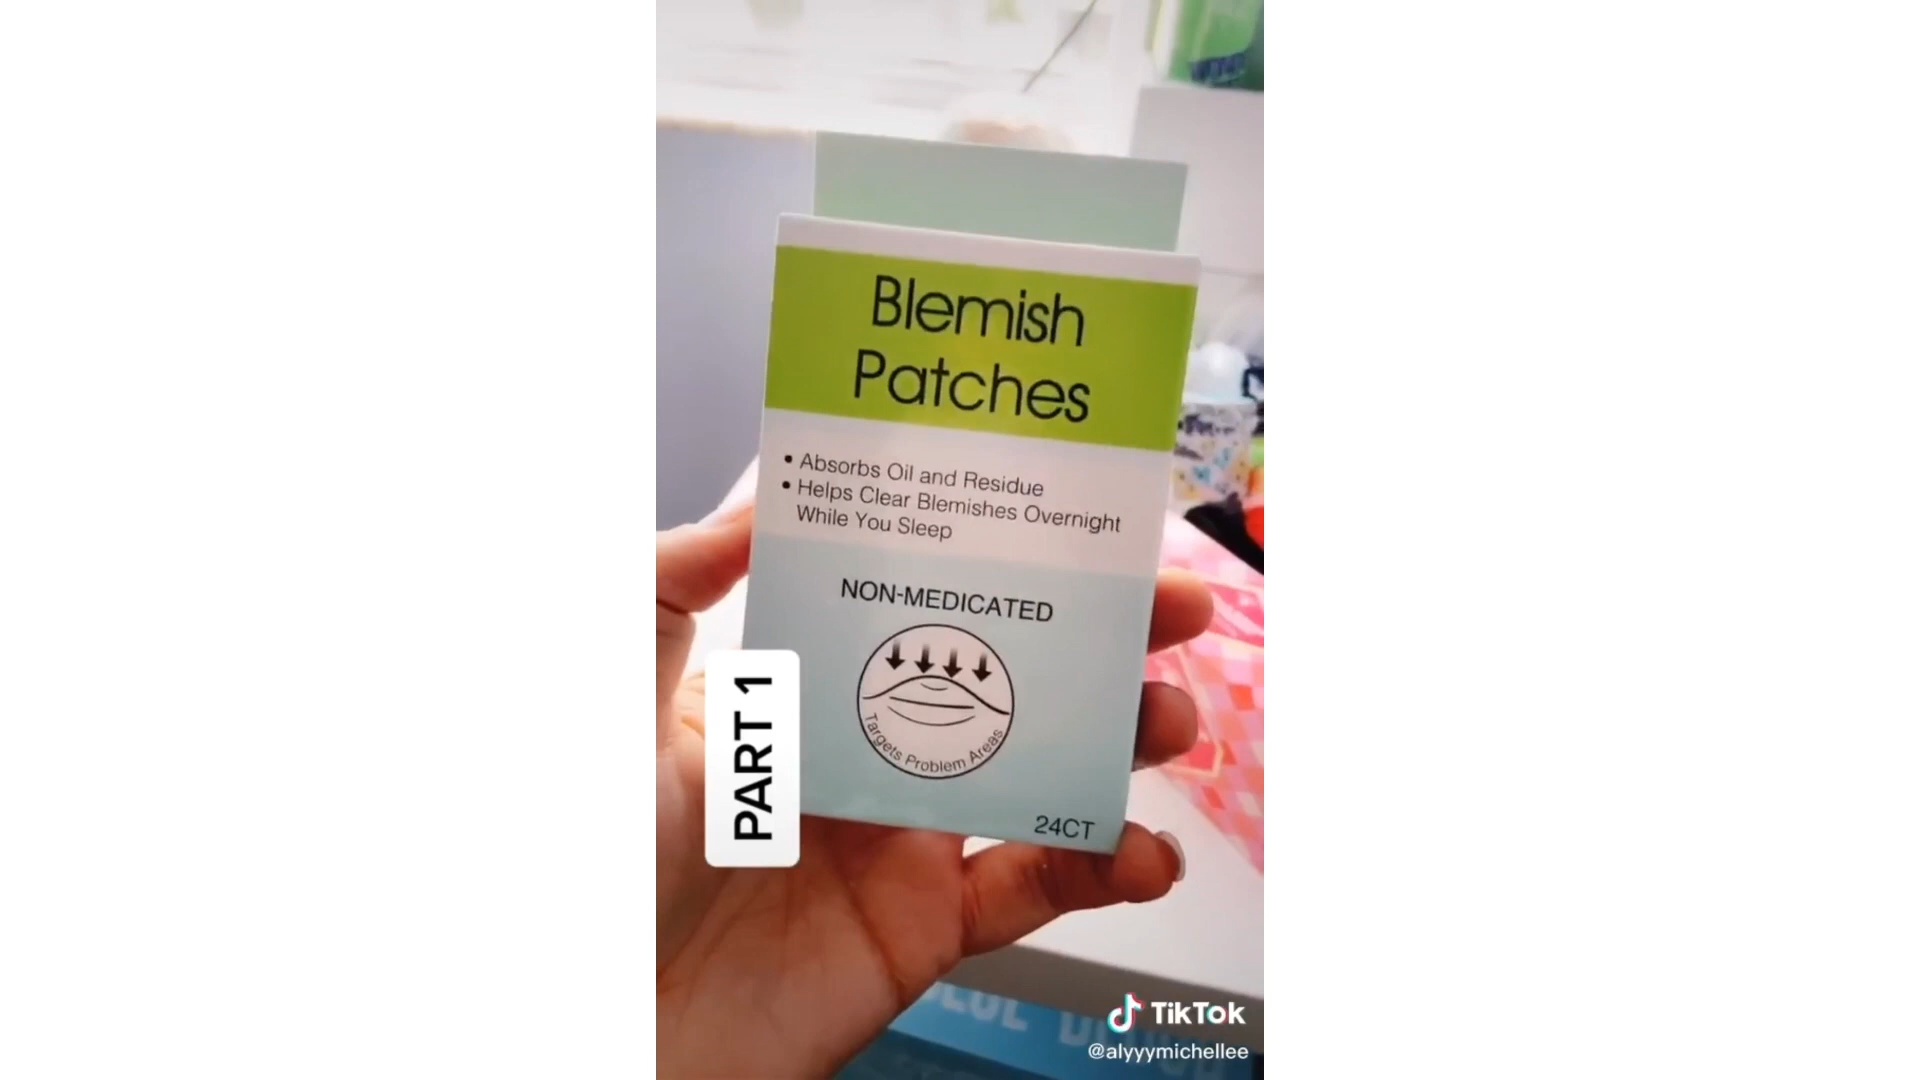 Blemish
Patches
• Absorbs Oil and Residue
• Helps Clear Blemishes Overnight
While You Sleep
NON-MEDICATED
Targets Problem Areas
24CT
PART 1
TikTok
@alyyymichellee